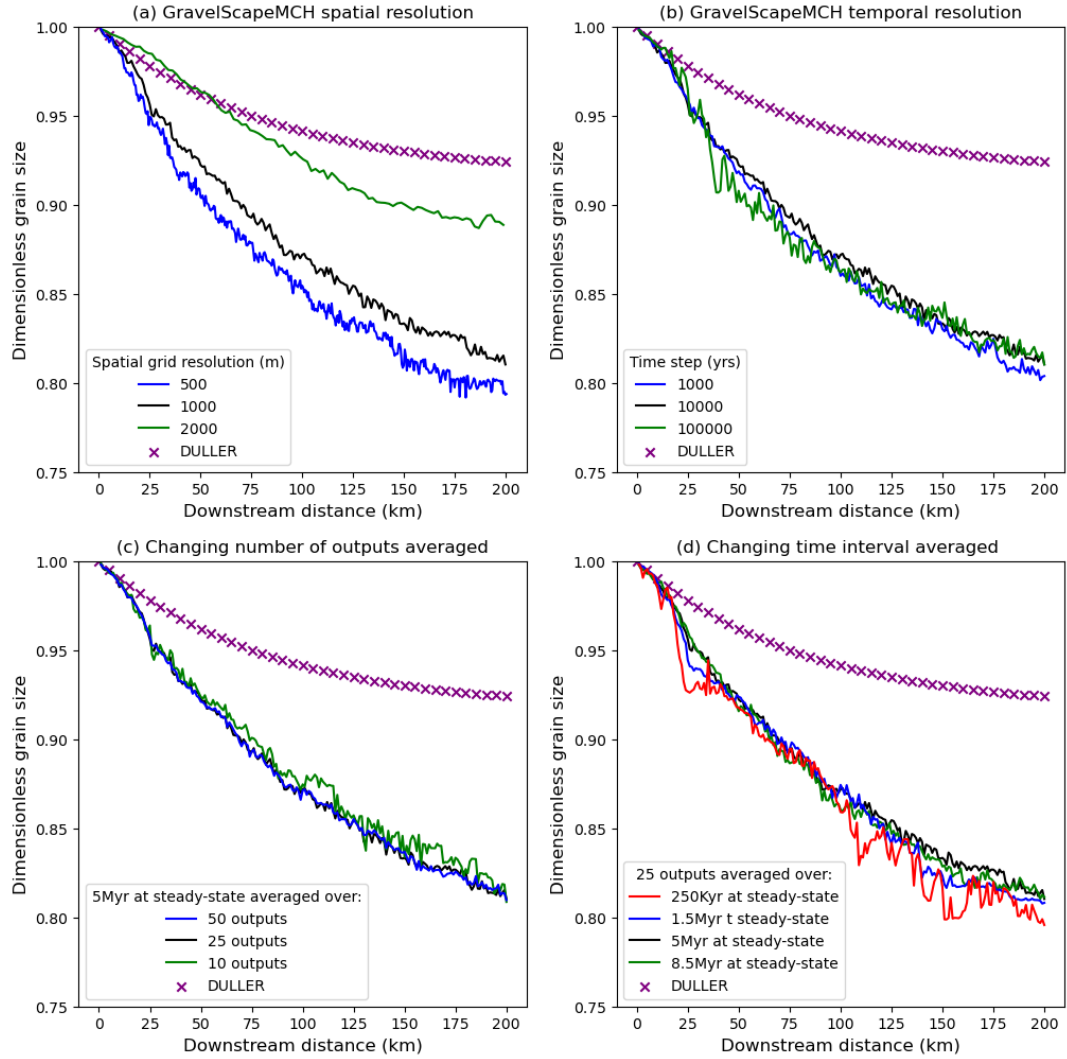 (a) GravelScapeMCH spatial resolution
1.00
0.95
0.90
0.85
0.80
0.75
Dimensionless grain size
Spatial grid resolution (m)
500
1000
2000
DULLER
0 25 50 75 100 125 150 175 200
Downstream distance (km)
(b) GravelScapeMCH temporal resolution
1.00
0.95
0.90
0.85
0.80
0.75
Dimensionless grain size
Time step (yrs)
1000
10000
100000
DULLER
0 25 50 75 100 125 150 175 200
Downstream distance (km)
(c) Changing number of outputs averaged
1.00
0.95
0.90
0.85
0.80
0.75
Dimensionless grain size
5Myr at steady-state averaged over:
50 outputs
25 outputs
10 outputs
DULLER
0 25 50 75 100 125 150 175 200
Downstream distance (km)
(d) Changing time interval averaged
1.00
0.95
0.90
0.85
0.80
0.75
Dimensionless grain size
25 outputs averaged over:
250Kyr at steady-state
1.5Myr t steady-state
5Myr at steady-state
8.5Myr at steady-state
DULLER
0 25 50 75 100 125 150 175 200
Downstream distance (km)